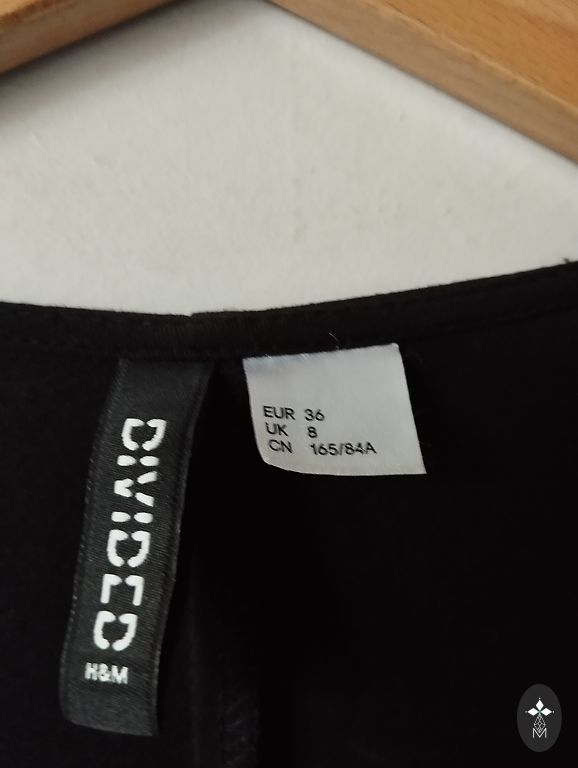 DIVIDED
H&M
EUR 36
UK 8
CN 165/84A
M